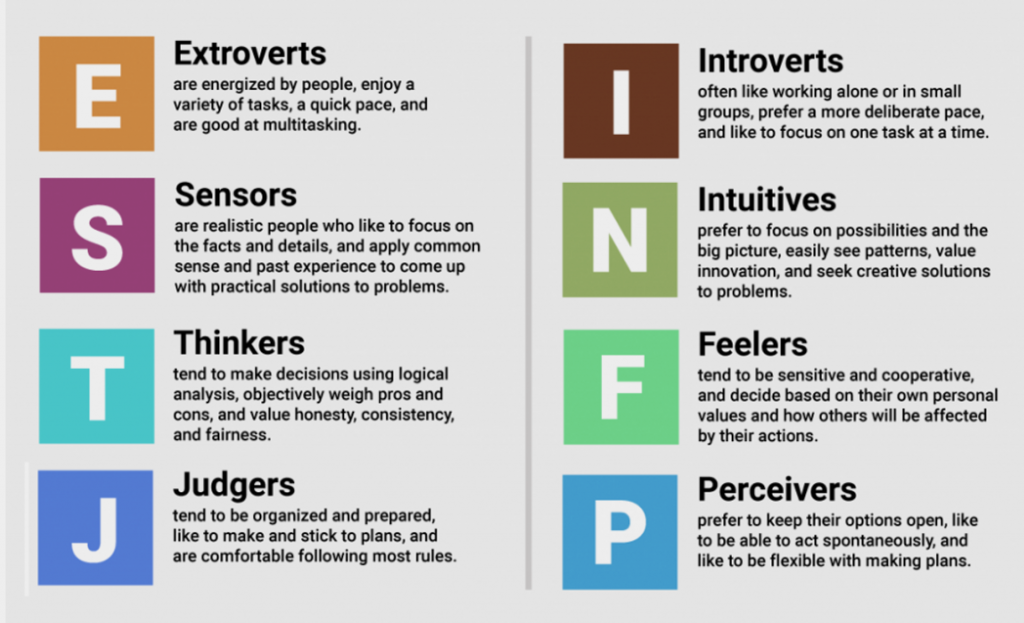 E
Extroverts
are energized by people, enjoy a
variety of tasks, a quick pace, and
are good at multitasking.
S
Sensors
are realistic people who like to focus on
the facts and details, and apply common
sense and past experience to come up
with practical solutions to problems.
T
Thinkers
tend to make decisions using logical
analysis, objectively weigh pros and
cons, and value honesty, consistency,
and fairness.
J
Judgers
tend to be organized and prepared,
like to make and stick to plans, and
are comfortable following most rules.
I
Introverts
often like working alone or in small
groups, prefer a more deliberate pace,
and like to focus on one task at a time.
N
Intuitives
prefer to focus on possibilities and the
big picture, easily see patterns, value
innovation, and seek creative solutions
to problems.
F
Feelers
tend to be sensitive and cooperative,
and decide based on their own personal
values and how others will be affected
by their actions.
P
Perceivers
prefer to keep their options open, like
to be able to act spontaneously, and
like to be flexible with making plans.